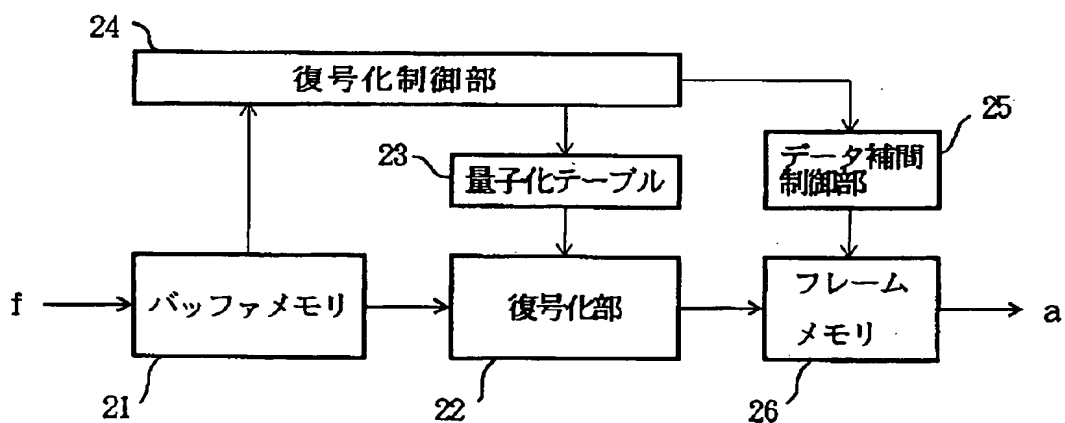 24
復号化制御部
25
23
量子化テーブル
データ補間
制御部
f
バッファメモリ
復号化部
フレーム
メモリ
a
21
22
26